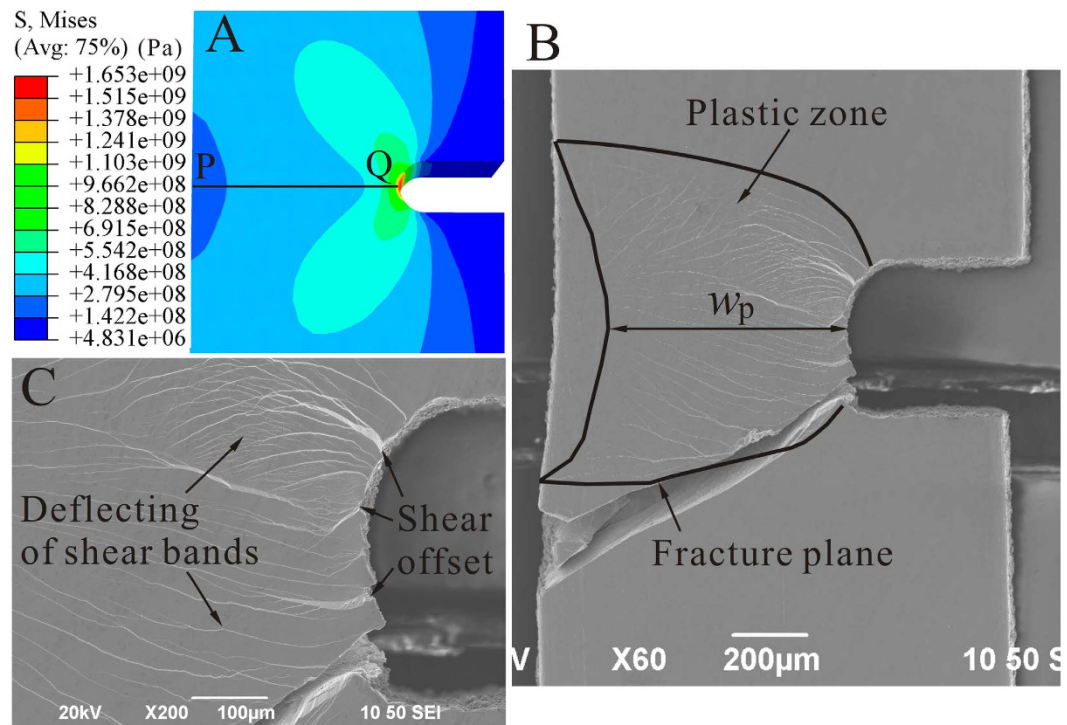 S, Mises
(Avg: 75%) (Pa)
+1.653e+09
+1.515e+09
+1.378e+09
+1.241e+09
+1.103e+09
+9.662e+08
+8.288e+08
+6.915e+08
+5.542e+08
+4.168e+08
+2.795e+08
+1.422e+08
+4.831e+06
A
P
Q
B
Plastic zone
wp
Fracture plane
V X60 200μm 10 50 S
C
Deflecting
of shear bands
Shear
offset
20kV X200 100μm 10 50 SEI